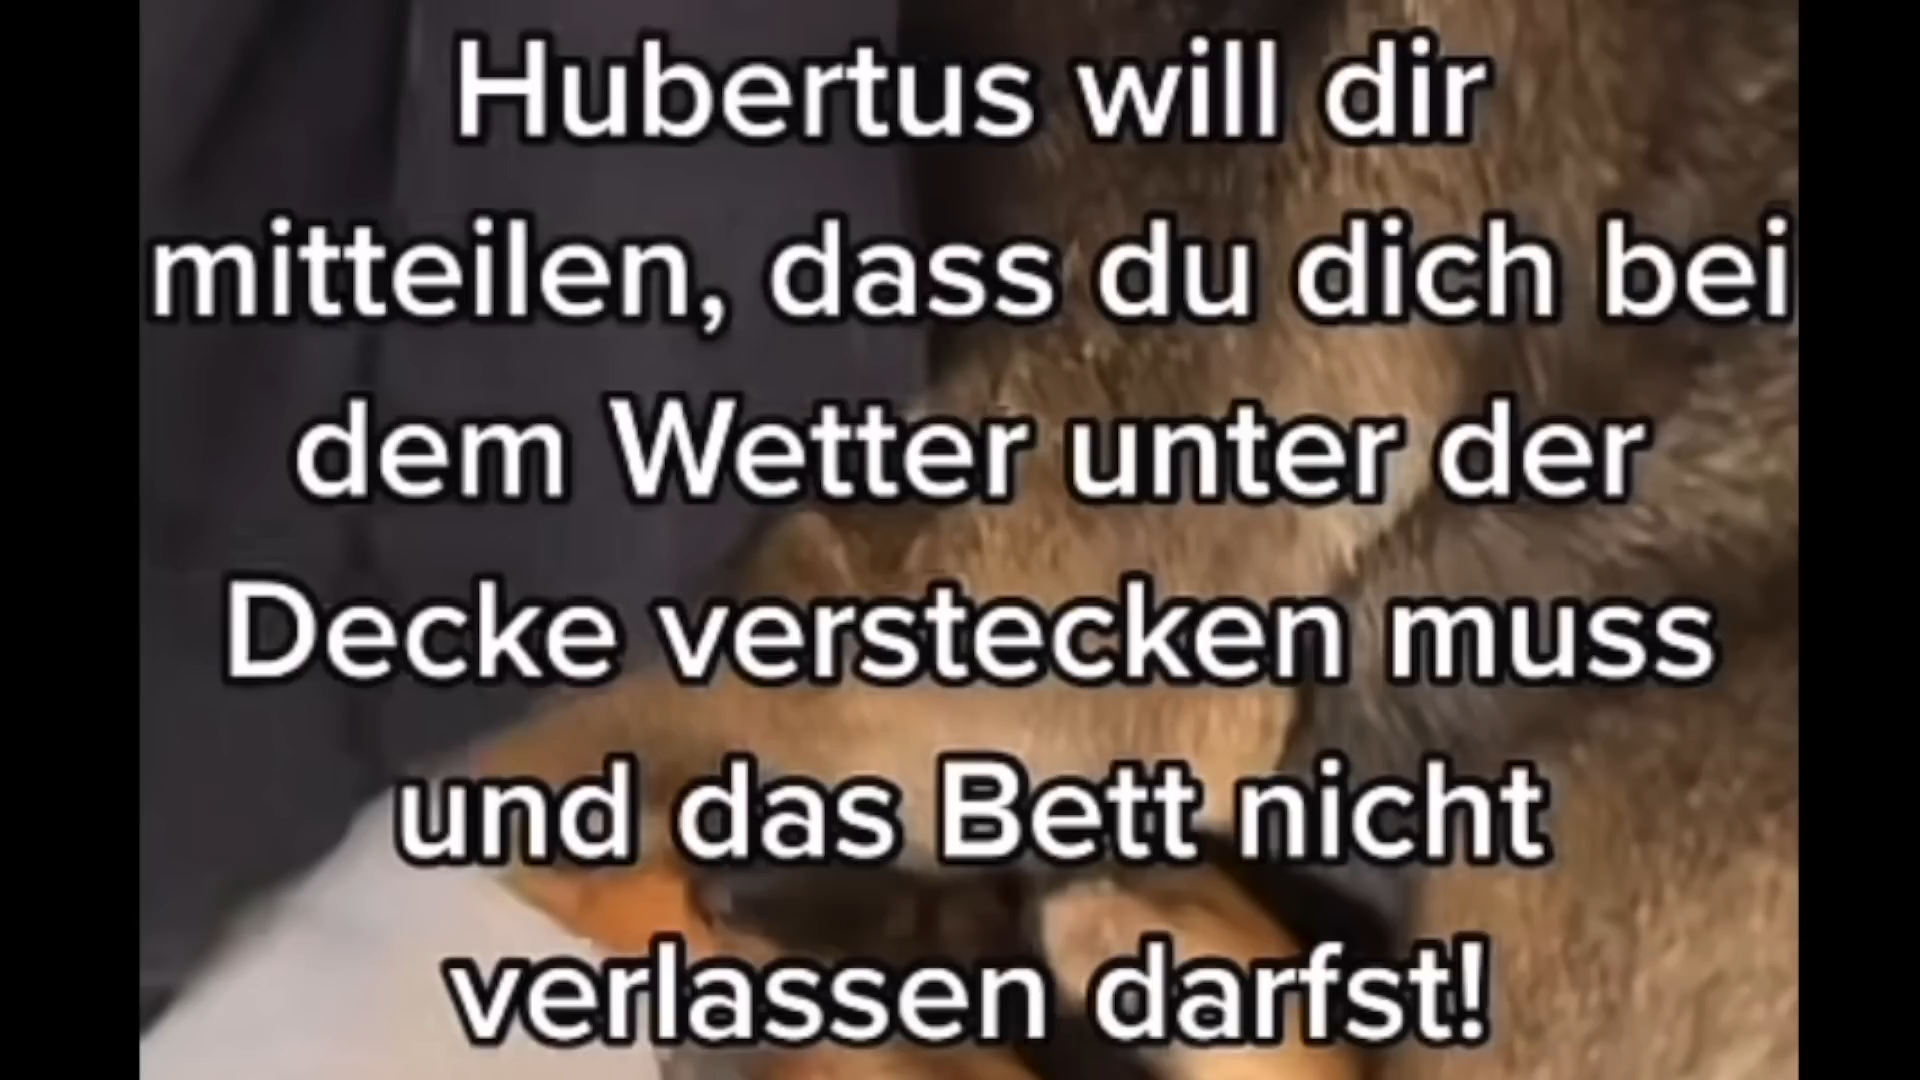 Hubertus will dir
mitteilen, dass du dich bei
dem Wetter unter der
Decke verstecken muss
und das Bett nicht
verlassen darfst!